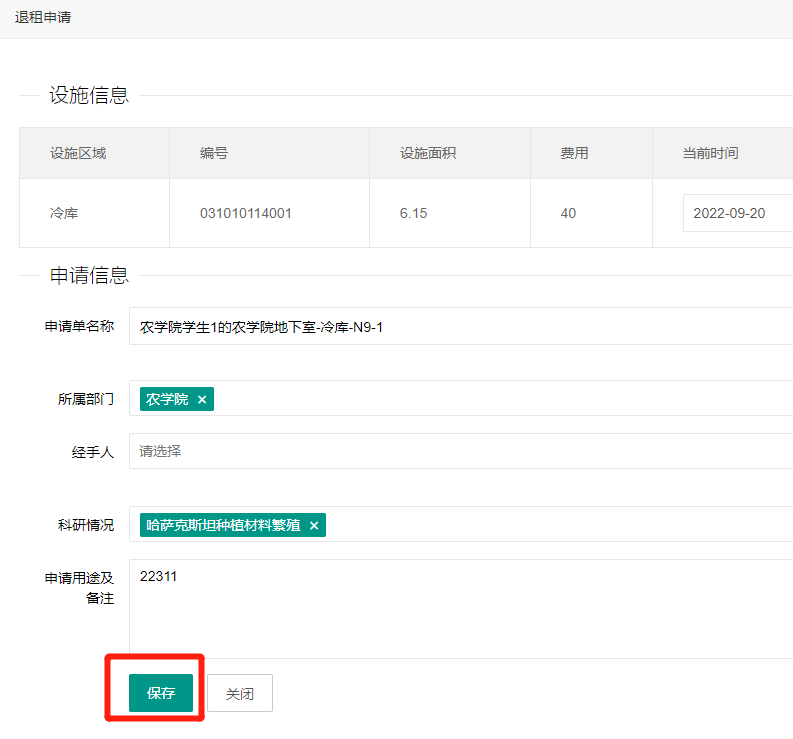 退租申请
设施信息
设施区域 编号 设施面积 费用 当前时间
冷库 031010114001 6.15 40 2022-09-20
申请信息
申请单名称 农学院学生1的农学院地下室-冷库-N9-1
所属部门 农学院 ×
经手人 请选择
科研情况 哈萨克斯坦种植材料繁殖 ×
申请用途及 22311
备注
保存 关闭